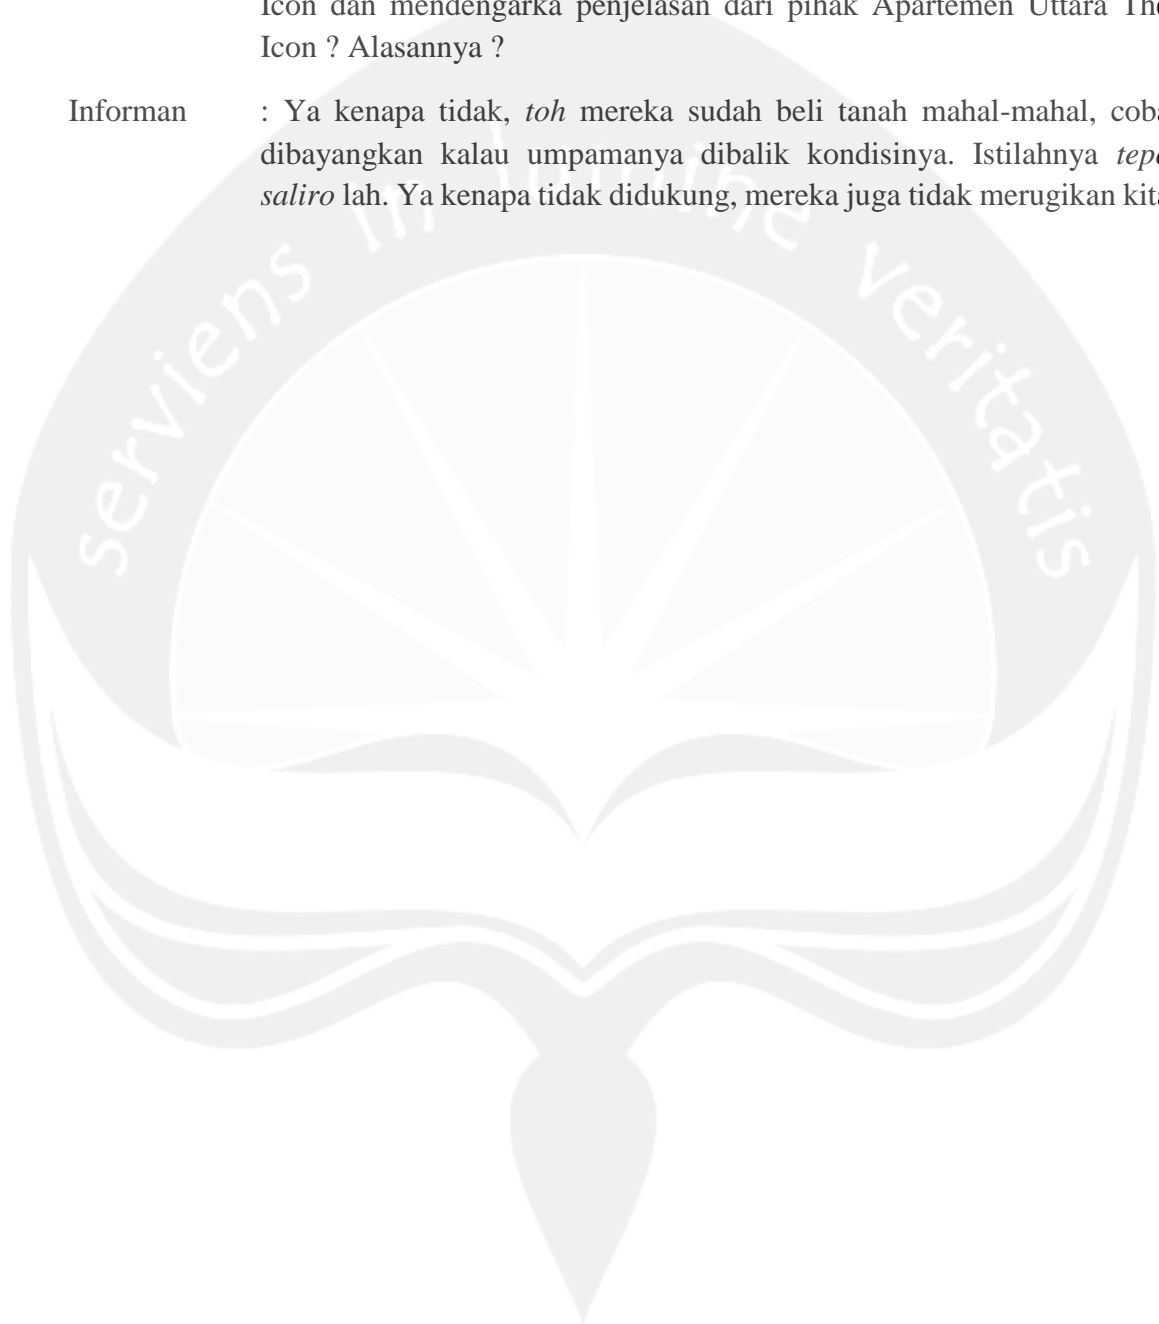 Icon dan mendengarka penjelasan dari pihak Apartemen Uttara The
Icon ? Alasannya ?
Informan : Ya kenapa tidak, toh mereka sudah beli tanah mahal-mahal, coba
dibayangkan kalau umpamanya dibalik kondisinya. Istilahnya tepo
saliro lah. Ya kenapa tidak didukung, mereka juga tidak merugikan kita
serviens in lumine veritatis